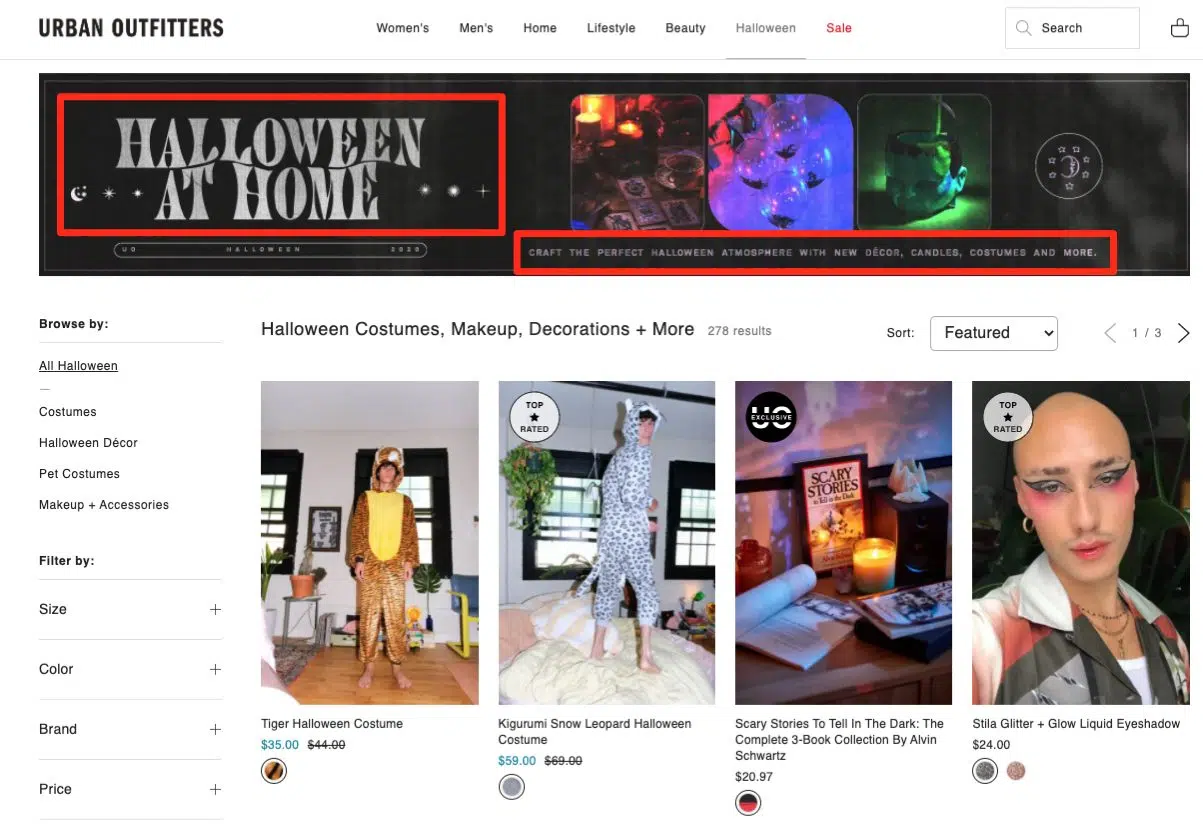 URBAN OUTFITTERS
Women's Men's Home Lifestyle Beauty Halloween Sale
Search
HALLOWEEN
AT HOME
UO HALLOWEEN 2020
CRAFT THE PERFECT HALLOWEEN ATMOSPHERE WITH NEW DÉCOR, CANDLES, COSTUMES AND MORE.
Browse by:
All Halloween
Costumes
Halloween Décor
Pet Costumes
Makeup + Accessories
Filter by:
Size
Color
Brand
Price
Halloween Costumes, Makeup, Decorations + More 278 results
Sort: Featured
1 / 3
Tiger Halloween Costume
$35.00 $44.00
TOP
RATED
Kigurumi Snow Leopard Halloween
Costume
$59.00 $69.00
UO
EXCLUSIVE
SCARY
STORIES
to Tell in the Dark
Scary Stories To Tell In The Dark: The
Complete 3-Book Collection By Alvin
Schwartz
$20.97
TOP
RATED
Stila Glitter + Glow Liquid Eyeshadow
$24.00